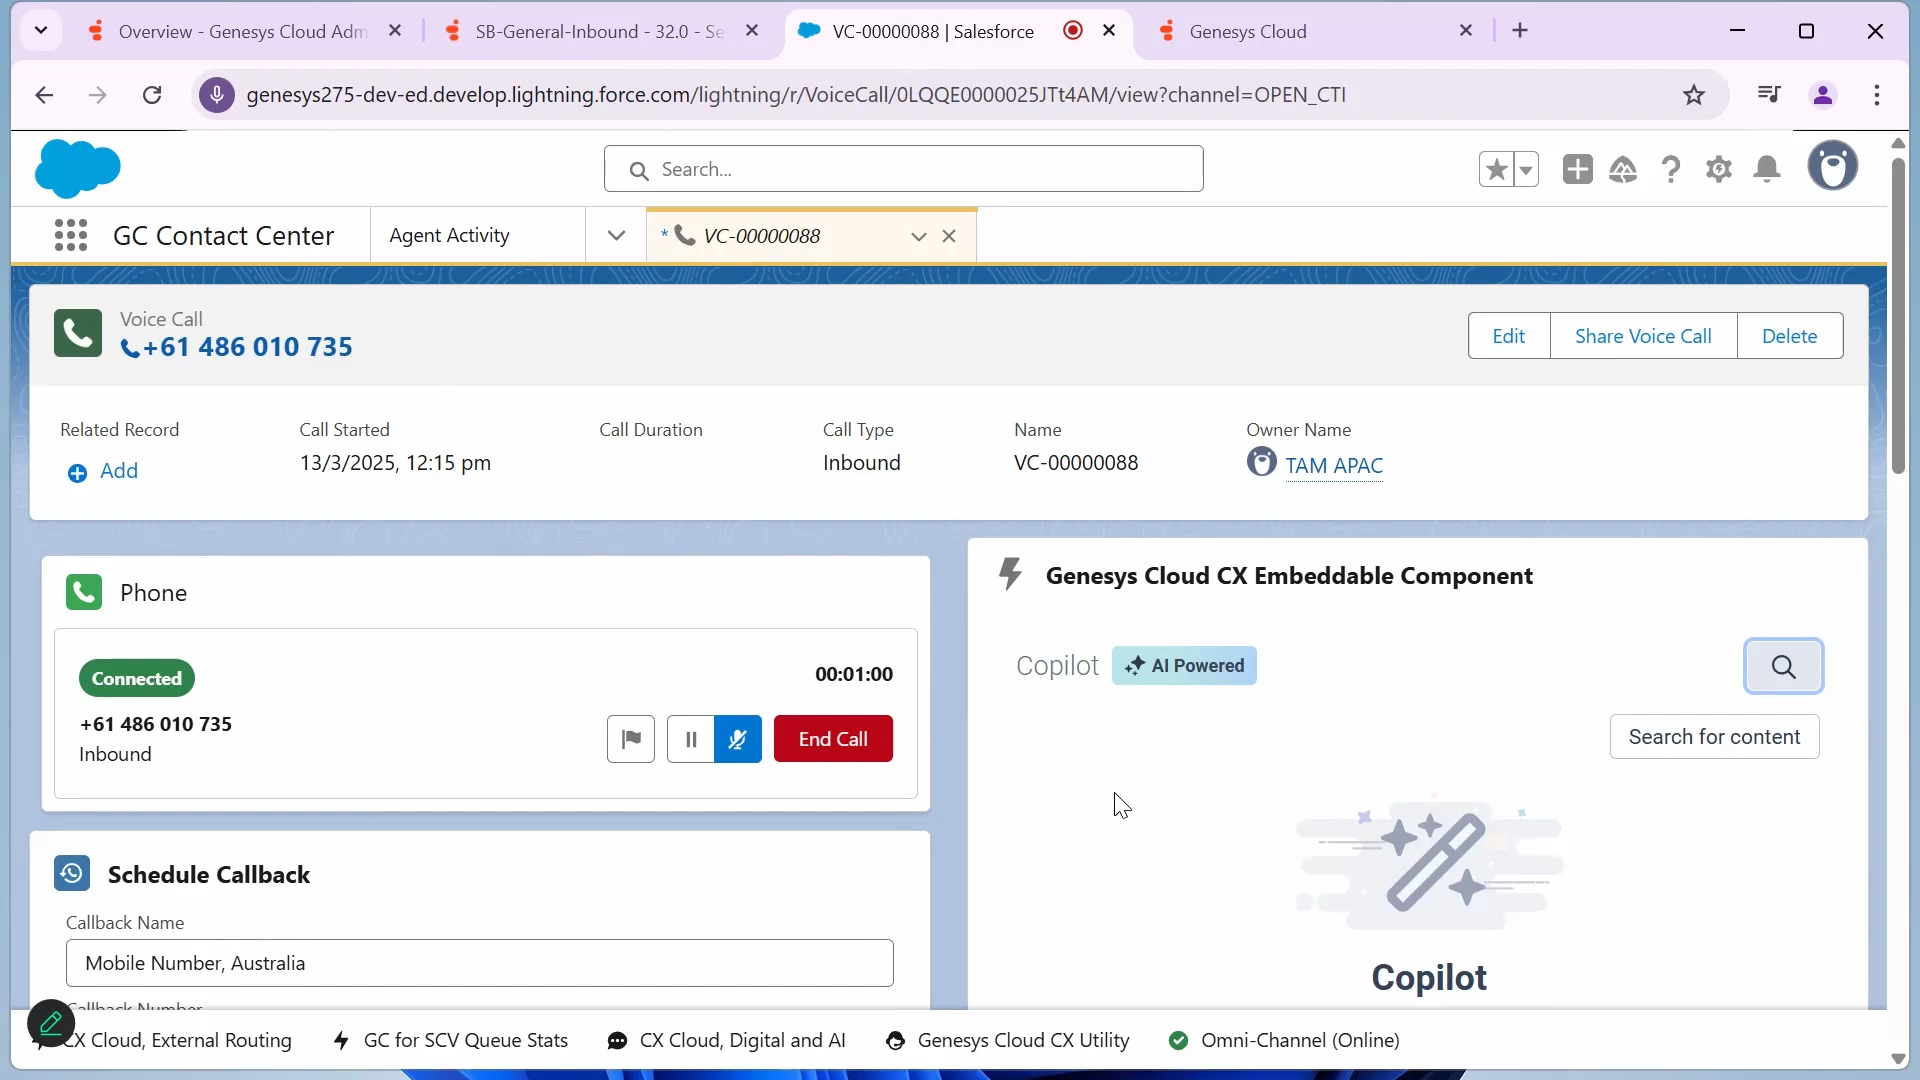 Overview - Genesys Cloud Adm
SB-General-Inbound - 32.0 - Se
VC-00000088 | Salesforce
Genesys Cloud
genesys275-dev-ed.develop.lightning.force.com/lightning/r/VoiceCall/0LQQE0000025JTt4AM/view?channel=OPEN_CTI
Search...
GC Contact Center
Agent Activity
* VC-00000088
Voice Call
+61 486 010 735
Edit
Share Voice Call
Delete
Related Record
Call Started
Call Duration
Call Type
Name
Owner Name
Add
13/3/2025, 12:15 pm
Inbound
VC-00000088
TAM APAC
Phone
Connected
00:01:00
+61 486 010 735
Inbound
End Call
Genesys Cloud CX Embeddable Component
Copilot
AI Powered
Search for content
Copilot
Schedule Callback
Callback Name
Mobile Number, Australia
Callback Number
CX Cloud, External Routing
GC for SCV Queue Stats
CX Cloud, Digital and AI
Genesys Cloud CX Utility
Omni-Channel (Online)